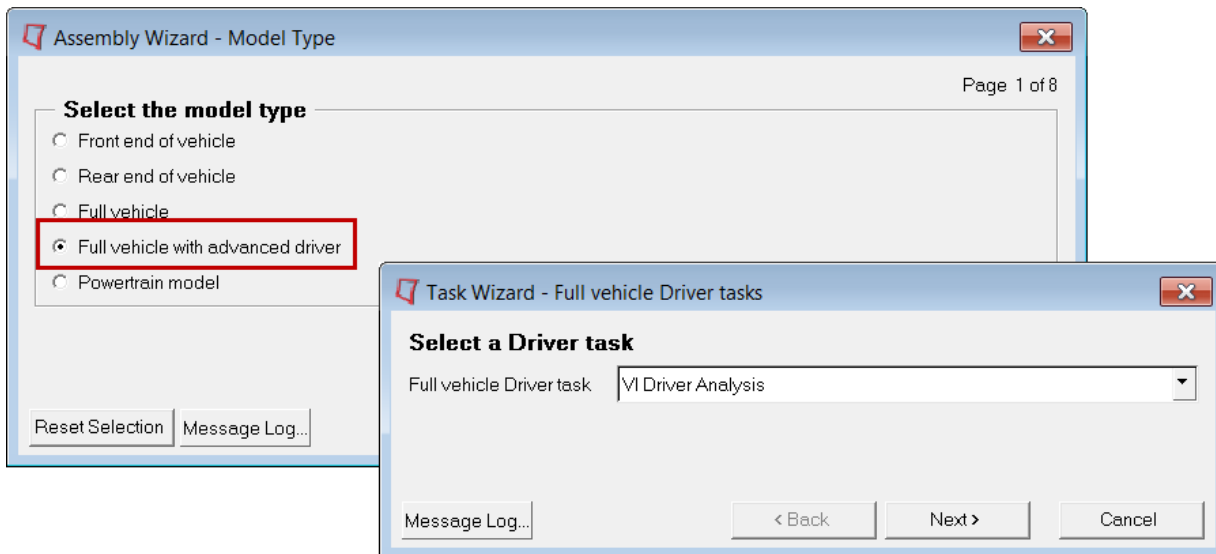 Assembly Wizard - Model Type
Page 1 of 8
Select the model type
Front end of vehicle
Rear end of vehicle
Full vehicle
Full vehicle with advanced driver
Powertrain model
Reset Selection Message Log...
Task Wizard - Full vehicle Driver tasks
Select a Driver task
Full vehicle Driver task VI Driver Analysis
Message Log... < Back Next > Cancel